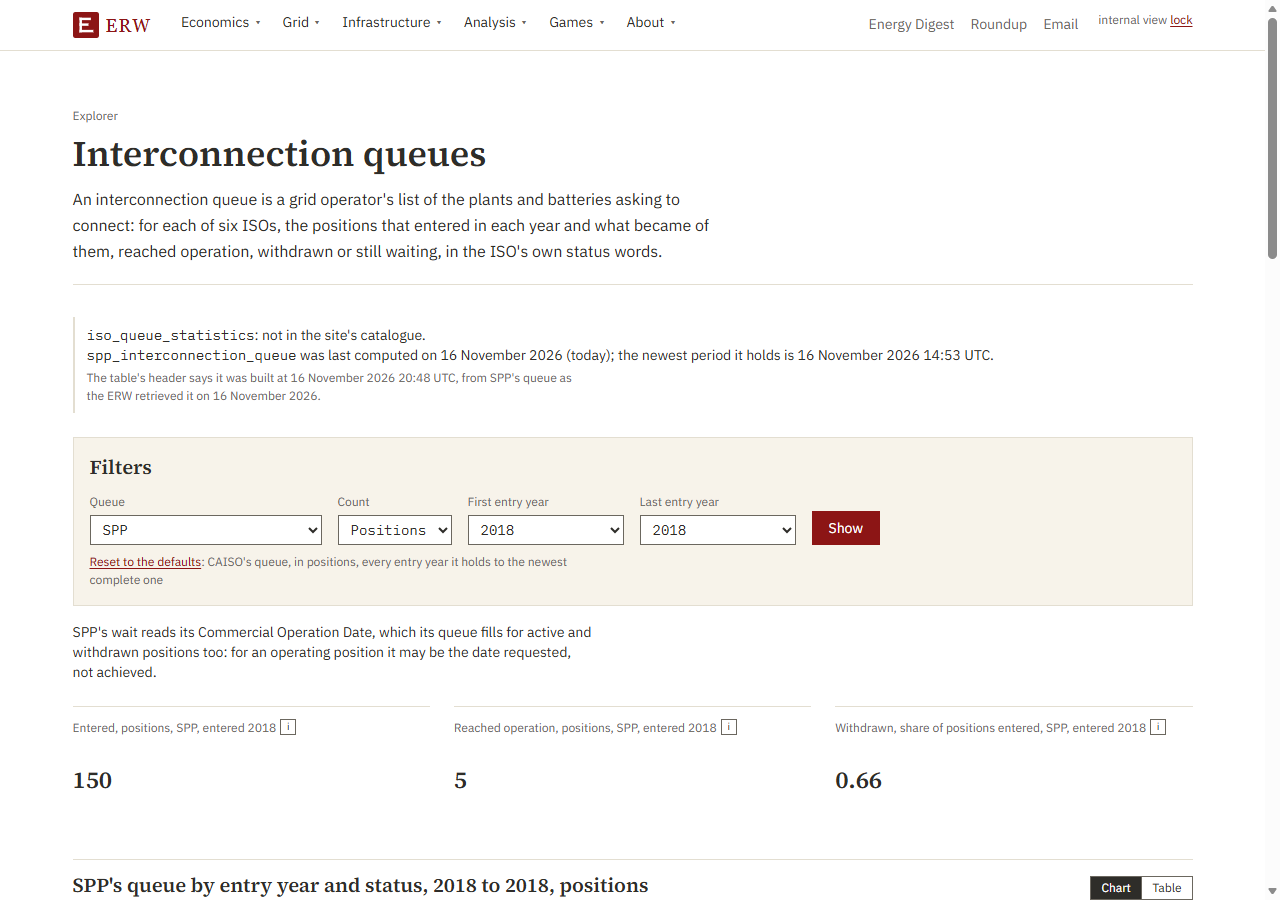 E ERW
Economics ▾ Grid ▾ Infrastructure ▾ Analysis ▾ Games ▾ About ▾
Energy Digest Roundup Email internal view lock
Explorer
Interconnection queues
An interconnection queue is a grid operator's list of the plants and batteries asking to
connect: for each of six ISOs, the positions that entered in each year and what became of
them, reached operation, withdrawn or still waiting, in the ISO's own status words.
iso_queue_statistics: not in the site's catalogue.
spp_interconnection_queue was last computed on 16 November 2026 (today); the newest period it holds is 16 November 2026 14:53 UTC.
The table's header says it was built at 16 November 2026 20:48 UTC, from SPP's queue as
the ERW retrieved it on 16 November 2026.
Filters
Queue Count First entry year Last entry year
SPP Positions 2018 2018 Show
Reset to the defaults: CAISO's queue, in positions, every entry year it holds to the newest
complete one
SPP's wait reads its Commercial Operation Date, which its queue fills for active and
withdrawn positions too: for an operating position it may be the date requested,
not achieved.
Entered, positions, SPP, entered 2018 i
150
Reached operation, positions, SPP, entered 2018 i
5
Withdrawn, share of positions entered, SPP, entered 2018 i
0.66
SPP's queue by entry year and status, 2018 to 2018, positions
Chart Table